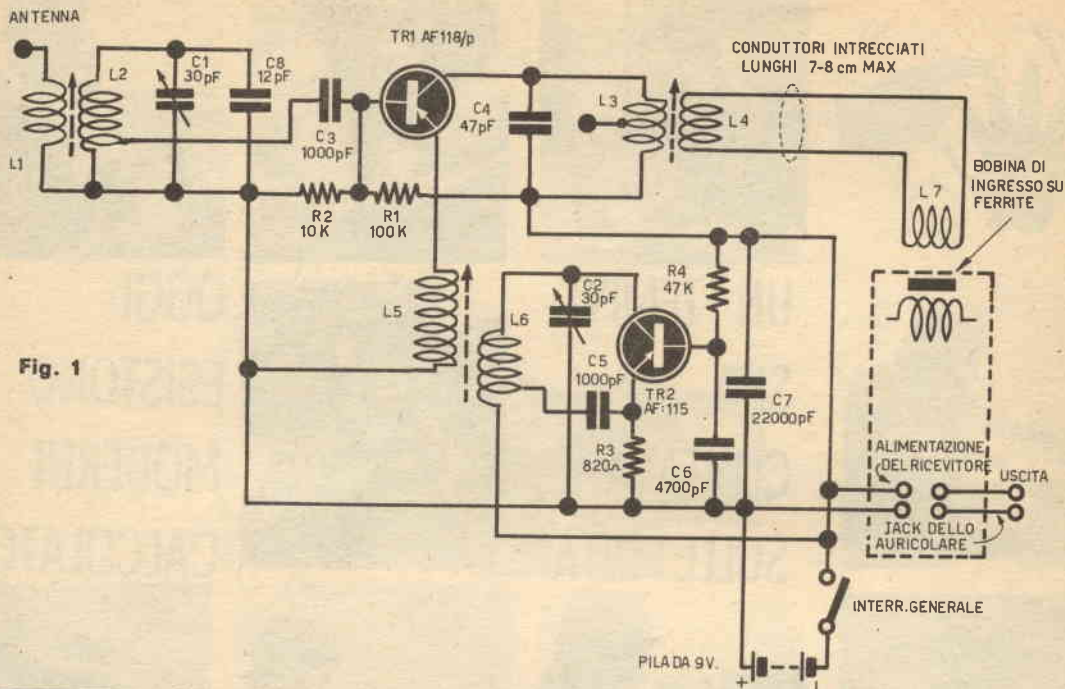 ANTENNA
L1
L2
C1
30pF
C8
12pF
C3
1000pF
TR1 AF118/p
C4
47pF
L3
L4
CONDUTTORI INTRECCIATI
LUNGHI 7-8 cm MAX
L7
BOBINA DI
INGRESSO SU
FERRITE
R2
10K
R1
100K
Fig. 1
L5
L6
C2
30pF
C5
1000pF
TR2
AF:115
R3
820Ω
R4
47K
C6
4700pF
C7
22000pF
ALIMENTAZIONE
DEL RICEVITORE
USCITA
JACK DELLO
AURICOLARE
INTERR.GENERALE
PILA DA 9V.
+
-